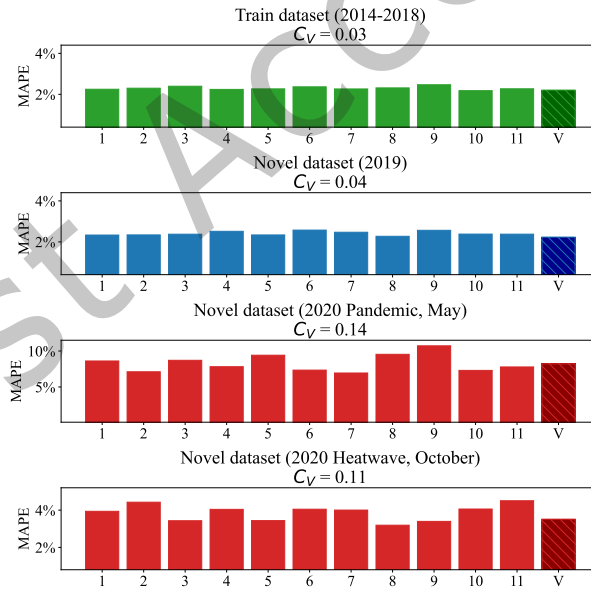 Train dataset (2014-2018)
C_V = 0.03
4%
2%
MAPE
1 2 3 4 5 6 7 8 9 10 11 V
Novel dataset (2019)
C_V = 0.04
4%
2%
MAPE
1 2 3 4 5 6 7 8 9 10 11 V
Novel dataset (2020 Pandemic, May)
C_V = 0.14
10%
5%
MAPE
1 2 3 4 5 6 7 8 9 10 11 V
Novel dataset (2020 Heatwave, October)
C_V = 0.11
4%
2%
MAPE
1 2 3 4 5 6 7 8 9 10 11 V
st Acc